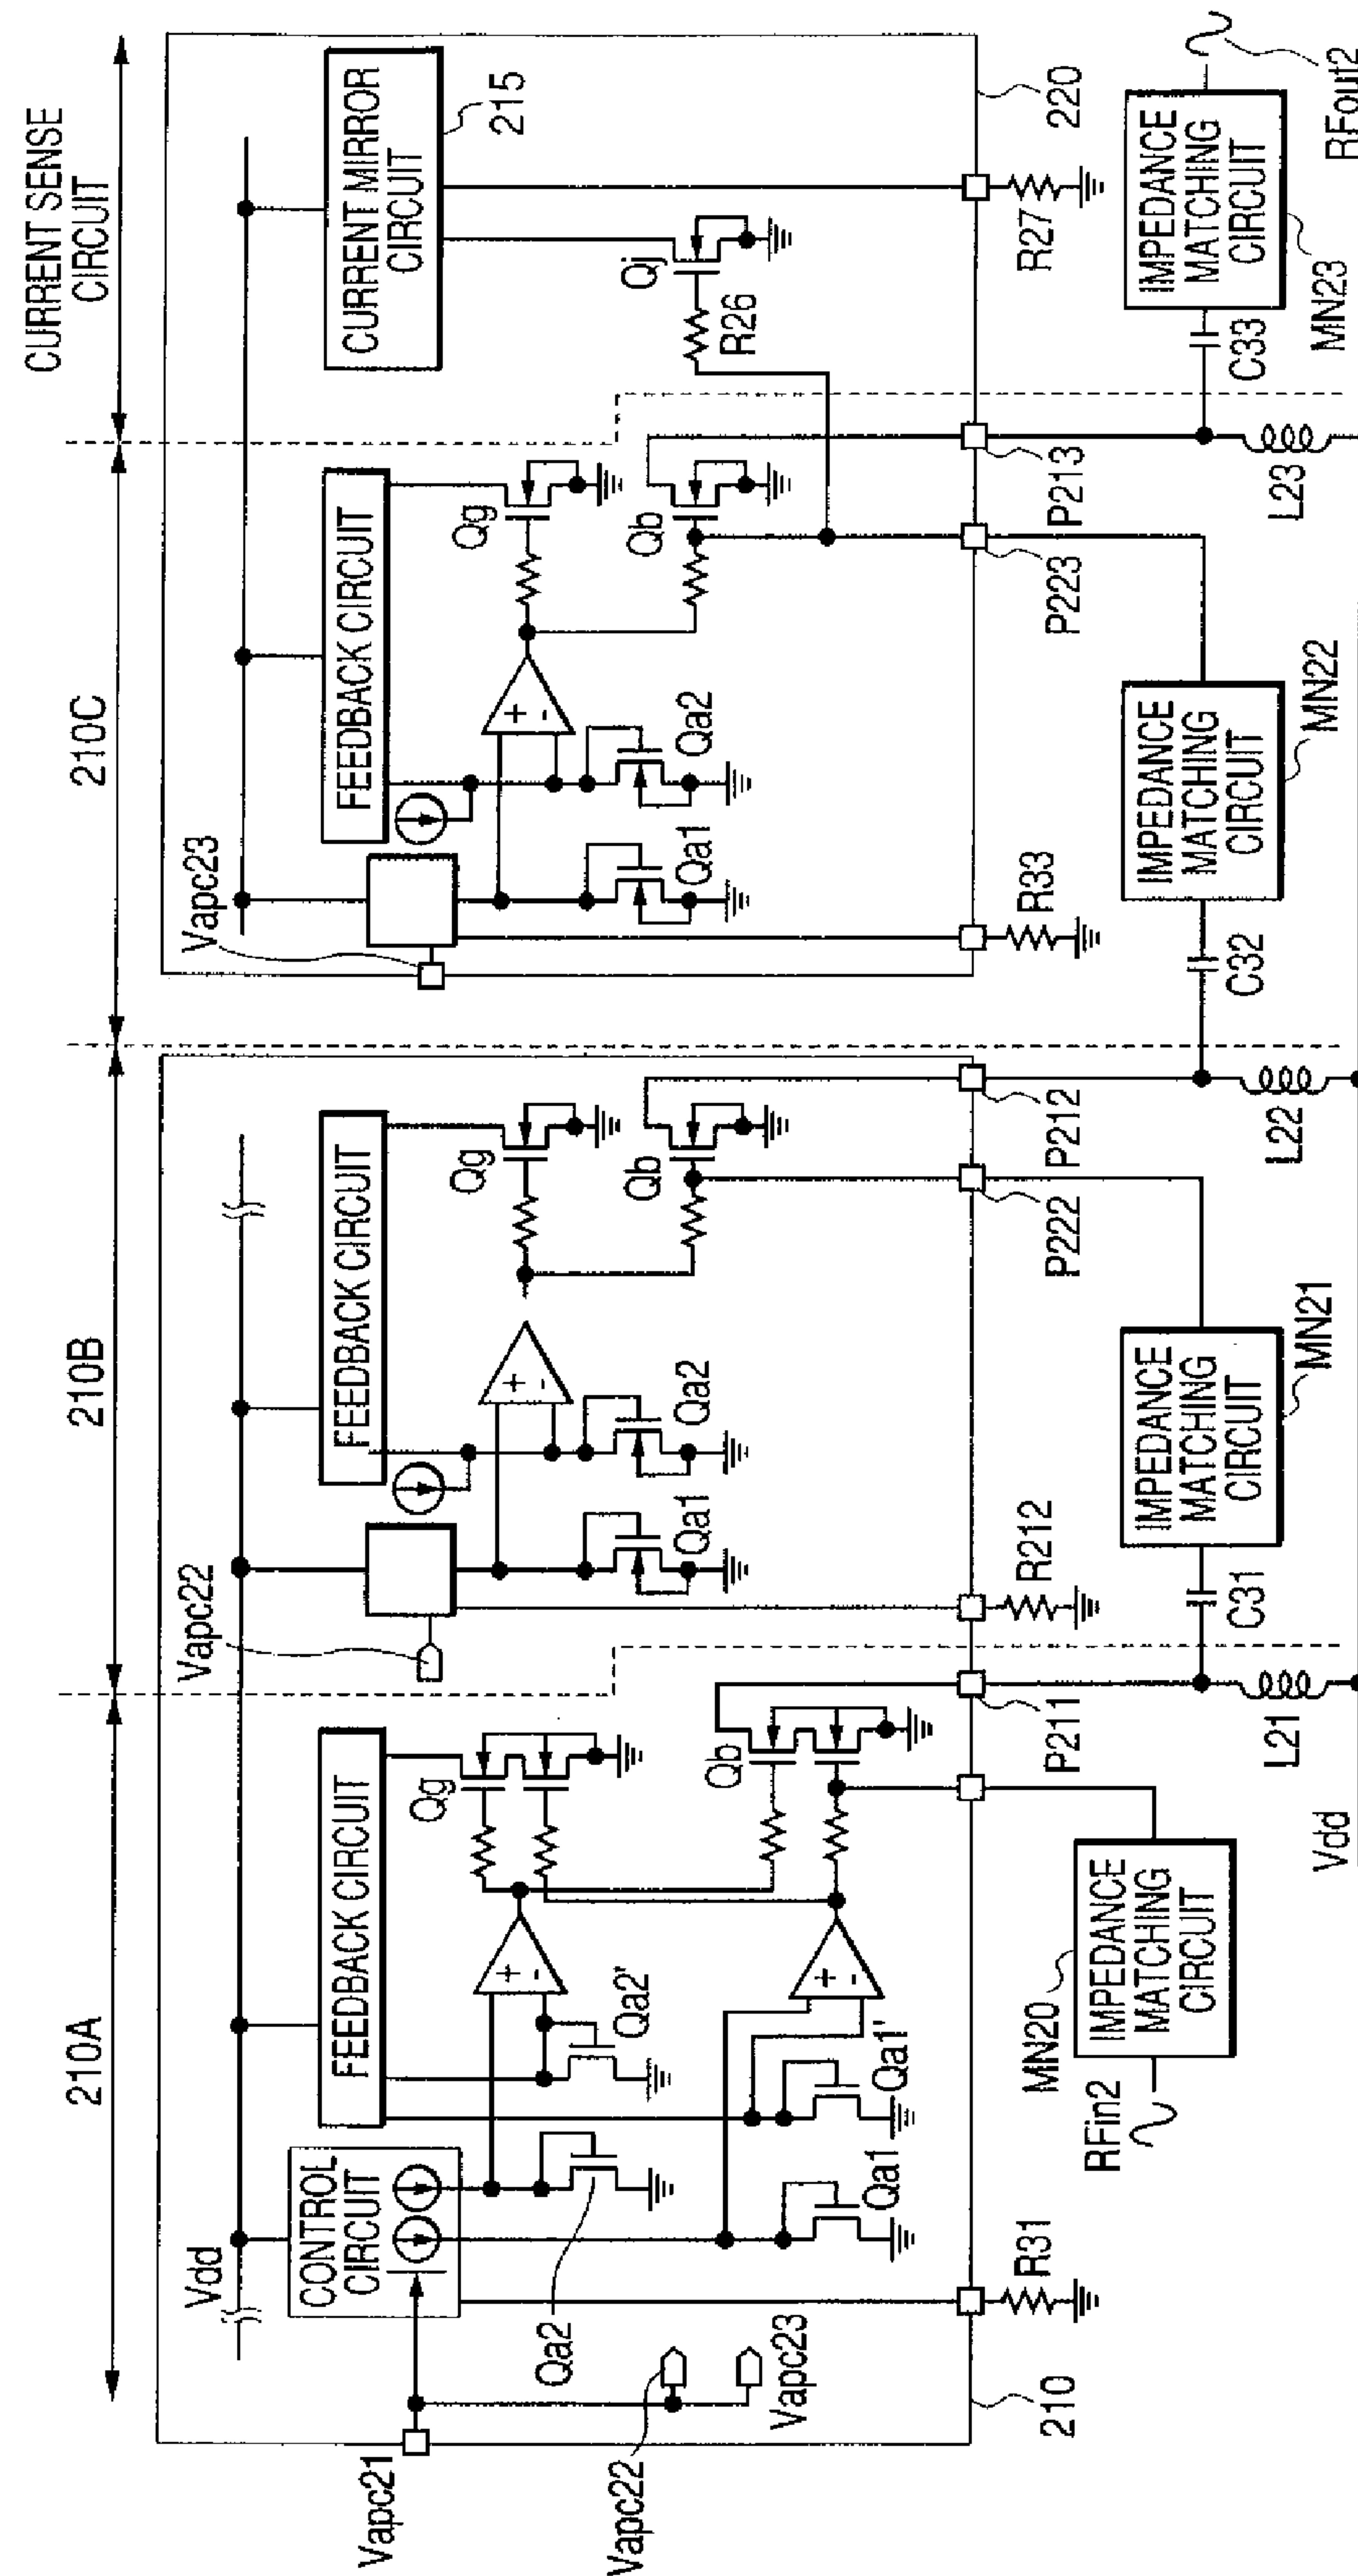 210A
210B
210C
CURRENT SENSE
CIRCUIT
Vdd
CONTROL
CIRCUIT
FEEDBACK CIRCUIT
Vapc22
FEEDBACK CIRCUIT
Vapc23
FEEDBACK CIRCUIT
CURRENT MIRROR
CIRCUIT
215
Vapc21
Qa2
Qa2'
+
-
Qg
+
-
Qg
+
-
Qg
Vapc22
Vapc23
Qa1
Qa1'
+
-
Qb
Qa1
Qa2
Qb
Qa1
Qa2
Qb
R26
Qj
210
R31
P211
R212
P222
P212
R33
P223
P213
R27
220
RFin2
MN20
IMPEDANCE
MATCHING
CIRCUIT
Vdd
L21
C31
IMPEDANCE
MATCHING
CIRCUIT
MN21
L22
C32
IMPEDANCE
MATCHING
CIRCUIT
MN22
L23
C33
IMPEDANCE
MATCHING
CIRCUIT
MN23
RFout2